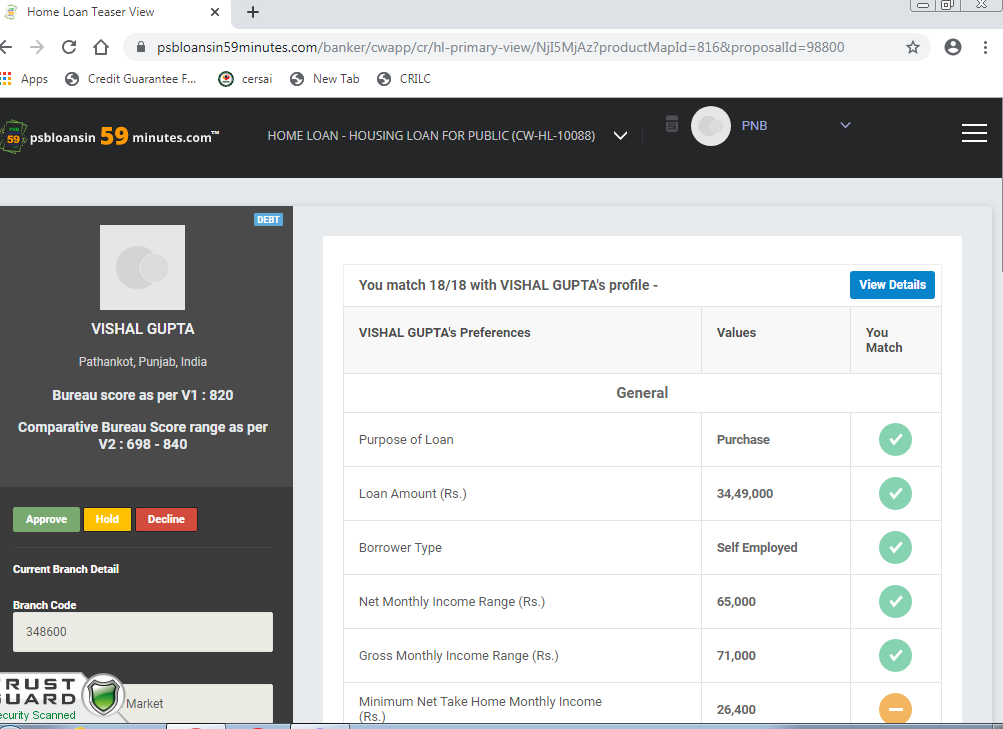 Home Loan Teaser View
psbloansin59minutes.com/banker/cwapp/cr/hl-primary-view/NjI5MjAz?productMapId=816&proposalId=98800
Apps
Credit Guarantee F...
cersai
New Tab
CRILC
PSB
59
psbloansin 59 minutes.com™
HOME LOAN - HOUSING LOAN FOR PUBLIC (CW-HL-10088)
PNB
DEBT
VISHAL GUPTA
Pathankot, Punjab, India
Bureau score as per V1 : 820
Comparative Bureau Score range as per
V2 : 698 - 840
Approve
Hold
Decline
Current Branch Detail
Branch Code
348600
Market
RUST
GUARD
ecurity Scanned
You match 18/18 with VISHAL GUPTA's profile -
View Details
VISHAL GUPTA's Preferences
Values
You
Match
General
Purpose of Loan
Purchase
Loan Amount (Rs.)
34,49,000
Borrower Type
Self Employed
Net Monthly Income Range (Rs.)
65,000
Gross Monthly Income Range (Rs.)
71,000
Minimum Net Take Home Monthly Income
(Rs.)
26,400